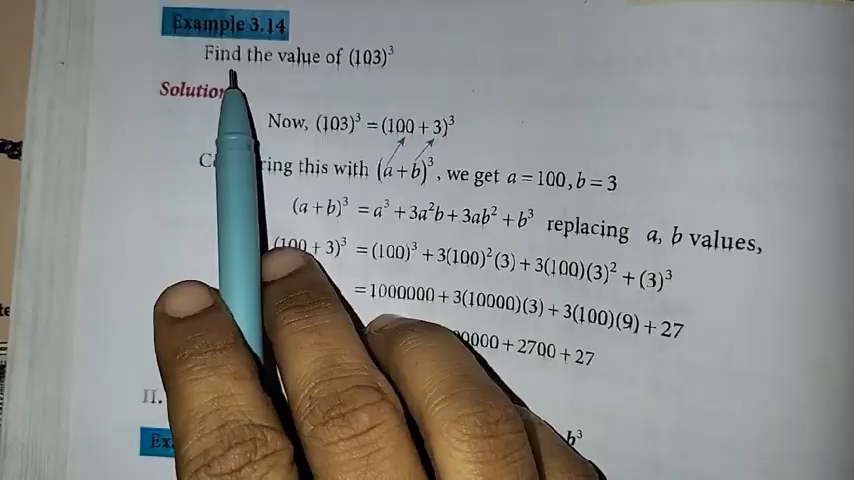 Example 3.14
Find the value of (103)³
Solution
Now, (103)³ = (100 + 3)³
ing this with (a + b)³, we get a = 100, b = 3
(a + b)³ = a³ + 3a²b + 3ab² + b³ replacing a, b values,
(100 + 3)³ = (100)³ + 3(100)²(3) + 3(100)(3)² + (3)³
= 1000000 + 3(10000)(3) + 3(100)(9) + 27
0000 + 2700 + 27
II.
Ex
b³